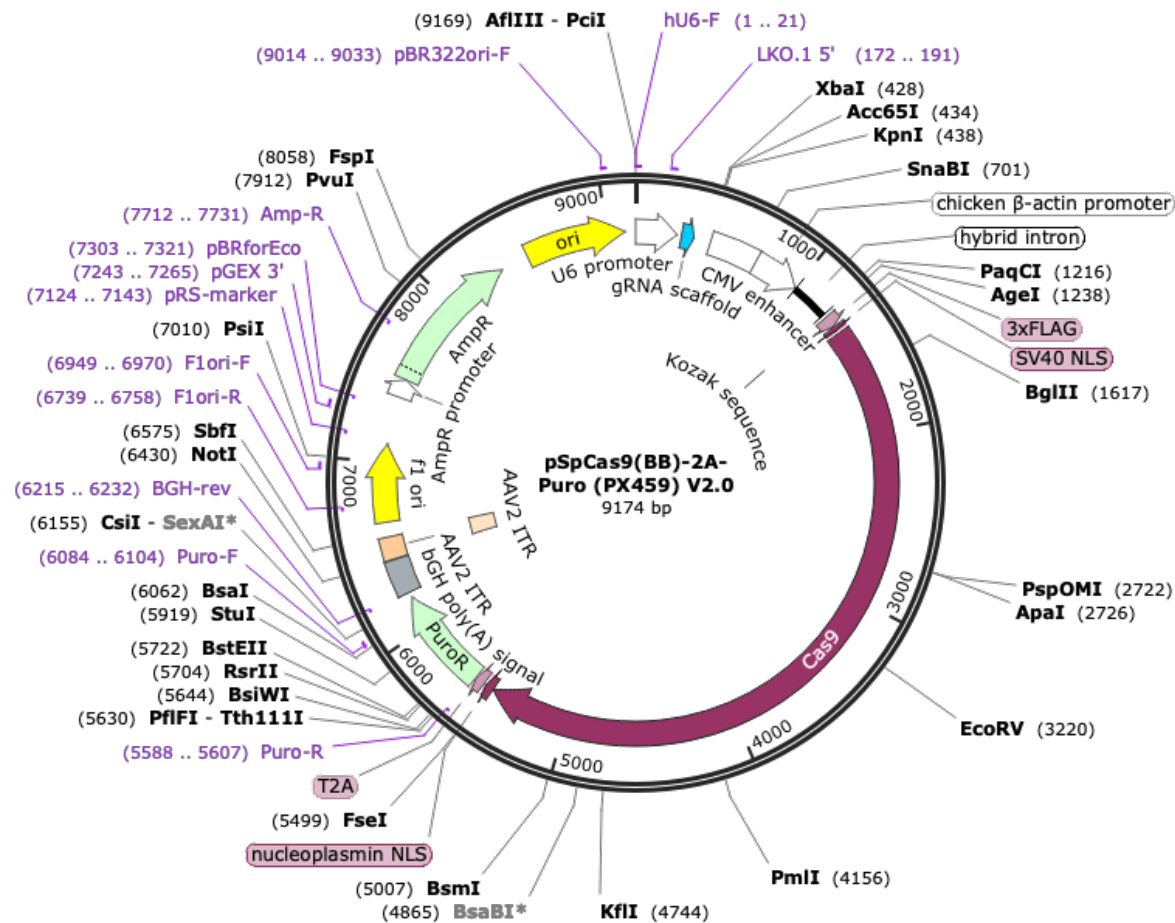 (9169) AflIII - PciI
hU6-F (1 .. 21)
(9014 .. 9033) pBR322ori-F
LKO.1 5' (172 .. 191)
XbaI (428)
Acc65I (434)
KpnI (438)
SnaBI (701)
chicken β-actin promoter
hybrid intron
PaqCI (1216)
AgeI (1238)
3xFLAG
SV40 NLS
BglII (1617)
PspOMI (2722)
ApaI (2726)
EcoRV (3220)
PmlI (4156)
KflI (4744)
(4865) BsaBI*
(5007) BsmI
nucleoplasmin NLS
(5499) FseI
T2A
(5588 .. 5607) Puro-R
(5630) PflFI - Tth111I
(5644) BsiWI
(5704) RsrII
(5722) BstEII
(5919) StuI
(6062) BsaI
(6084 .. 6104) Puro-F
(6155) CsiI - SexAI*
(6215 .. 6232) BGH-rev
(6430) NotI
(6575) SbfI
(6739 .. 6758) F1ori-R
(6949 .. 6970) F1ori-F
(7010) PsiI
(7124 .. 7143) pRS-marker
(7243 .. 7265) pGEX 3'
(7303 .. 7321) pBRforEco
(7712 .. 7731) Amp-R
(7912) PvuI
(8058) FspI
1000
2000
3000
4000
5000
6000
7000
8000
9000
ori
U6 promoter
gRNA scaffold
CMV enhancer
Kozak sequence
Cas9
PuroR
bGH poly(A) signal
AAV2 ITR
AAV2 ITR
f1 ori
AmpR promoter
AmpR
pSpCas9(BB)-2A-
Puro (PX459) V2.0
9174 bp